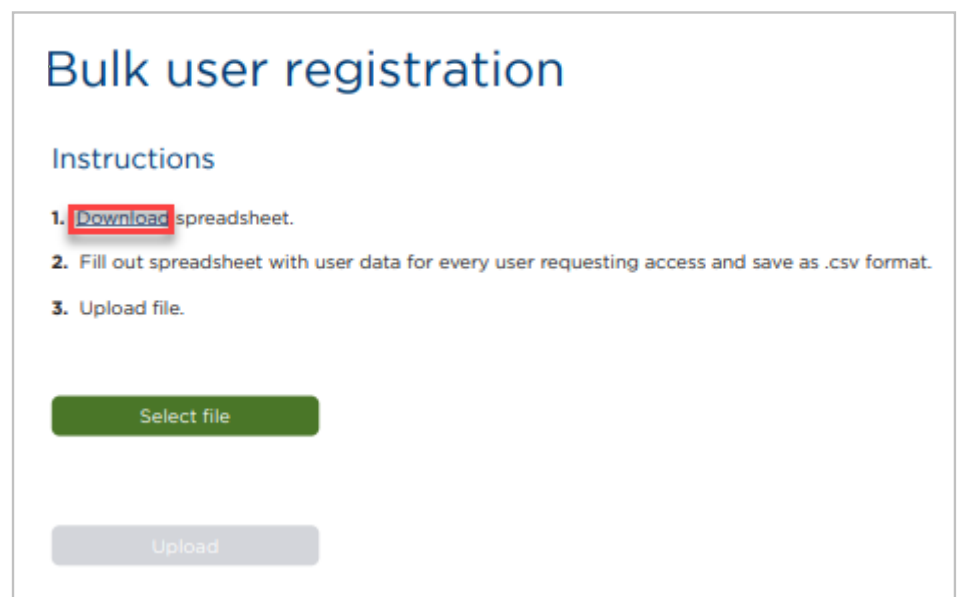 Bulk user registration
Instructions
1. Download spreadsheet.
2. Fill out spreadsheet with user data for every user requesting access and save as .csv format.
3. Upload file.
Select file
Upload